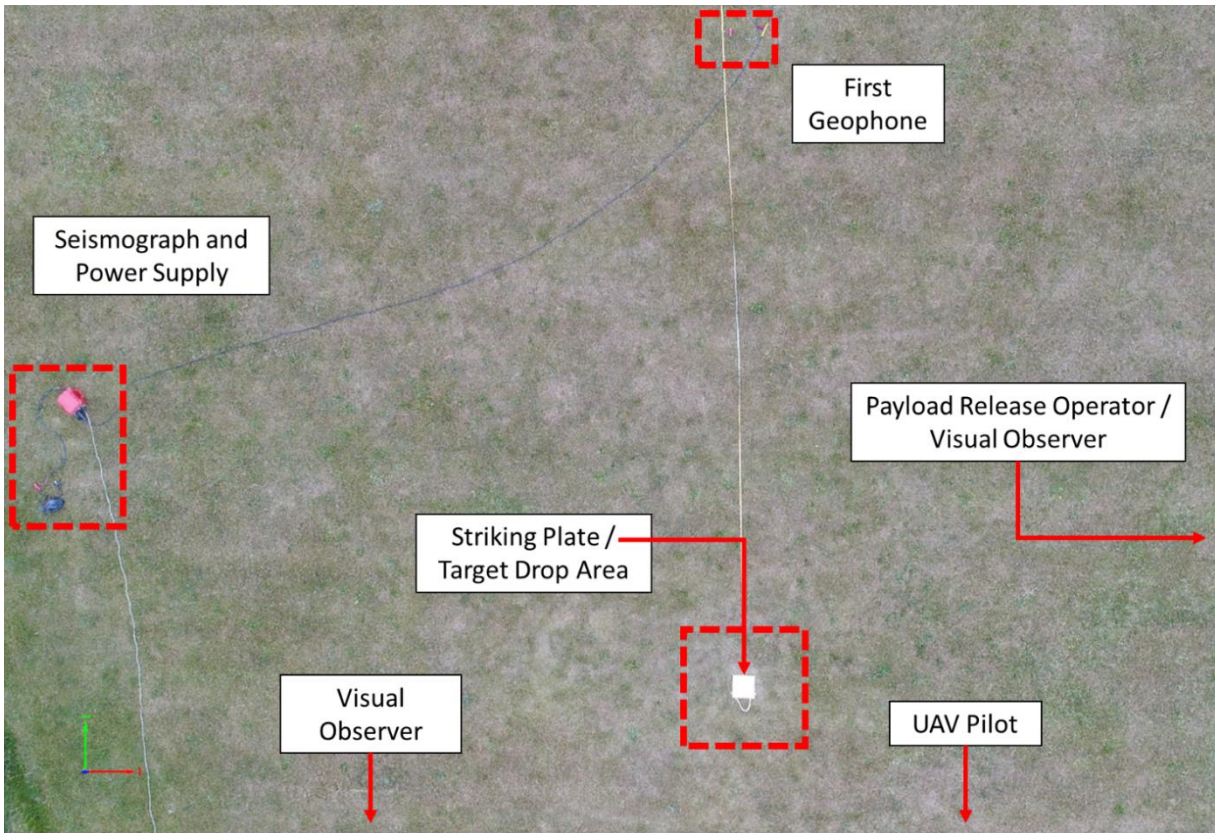 First
Geophone
Seismograph and
Power Supply
Payload Release Operator /
Visual Observer
Striking Plate /
Target Drop Area
Visual
Observer
UAV Pilot